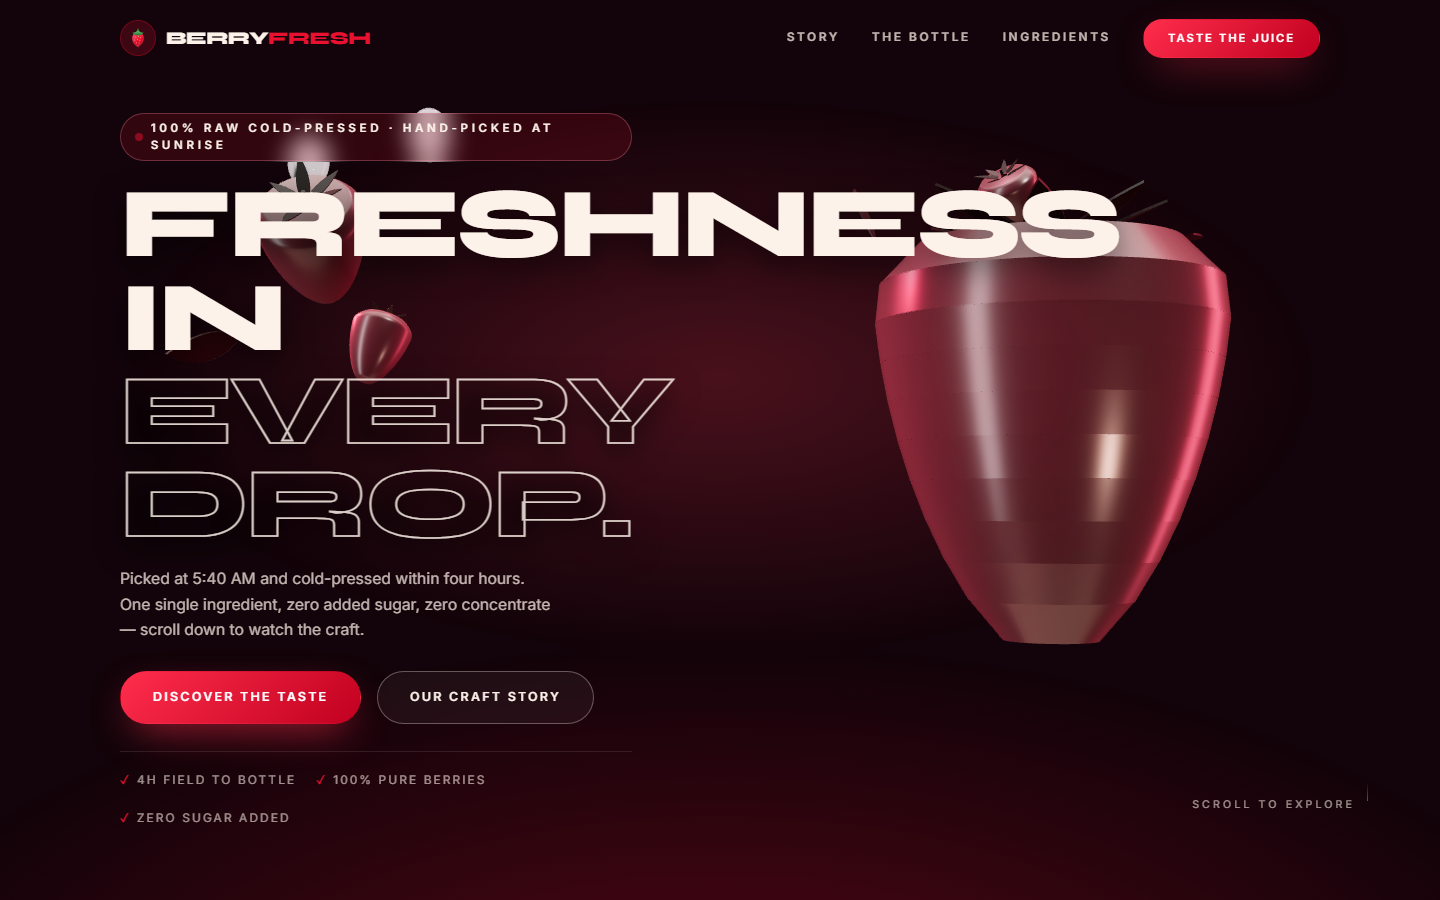 BERRYFRESH
STORY
THE BOTTLE
INGREDIENTS
TASTE THE JUICE
100% RAW COLD-PRESSED · HAND-PICKED AT
SUNRISE
FRESHNESS
IN
EVERY
DROP.
Picked at 5:40 AM and cold-pressed within four hours.
One single ingredient, zero added sugar, zero concentrate
— scroll down to watch the craft.
DISCOVER THE TASTE
OUR CRAFT STORY
✓ 4H FIELD TO BOTTLE
✓ 100% PURE BERRIES
✓ ZERO SUGAR ADDED
SCROLL TO EXPLORE